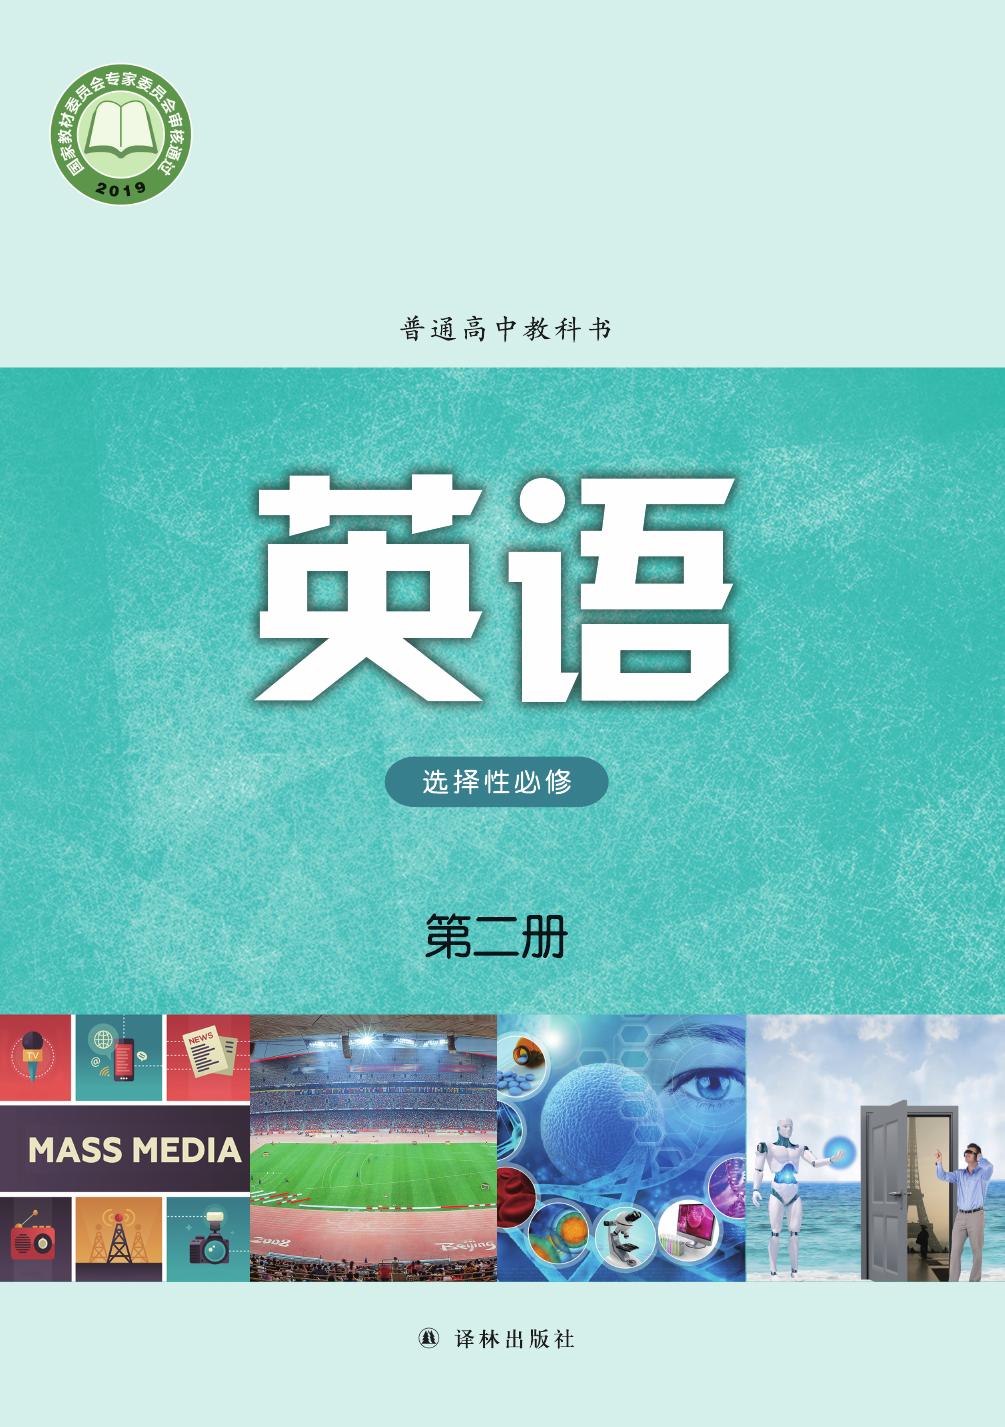 国家教材委员会专家委员会审核通过
2019
普通高中教科书
英语
选择性必修
第二册
TV
@
NEWS
MASS MEDIA
2008
Beijing
译林出版社